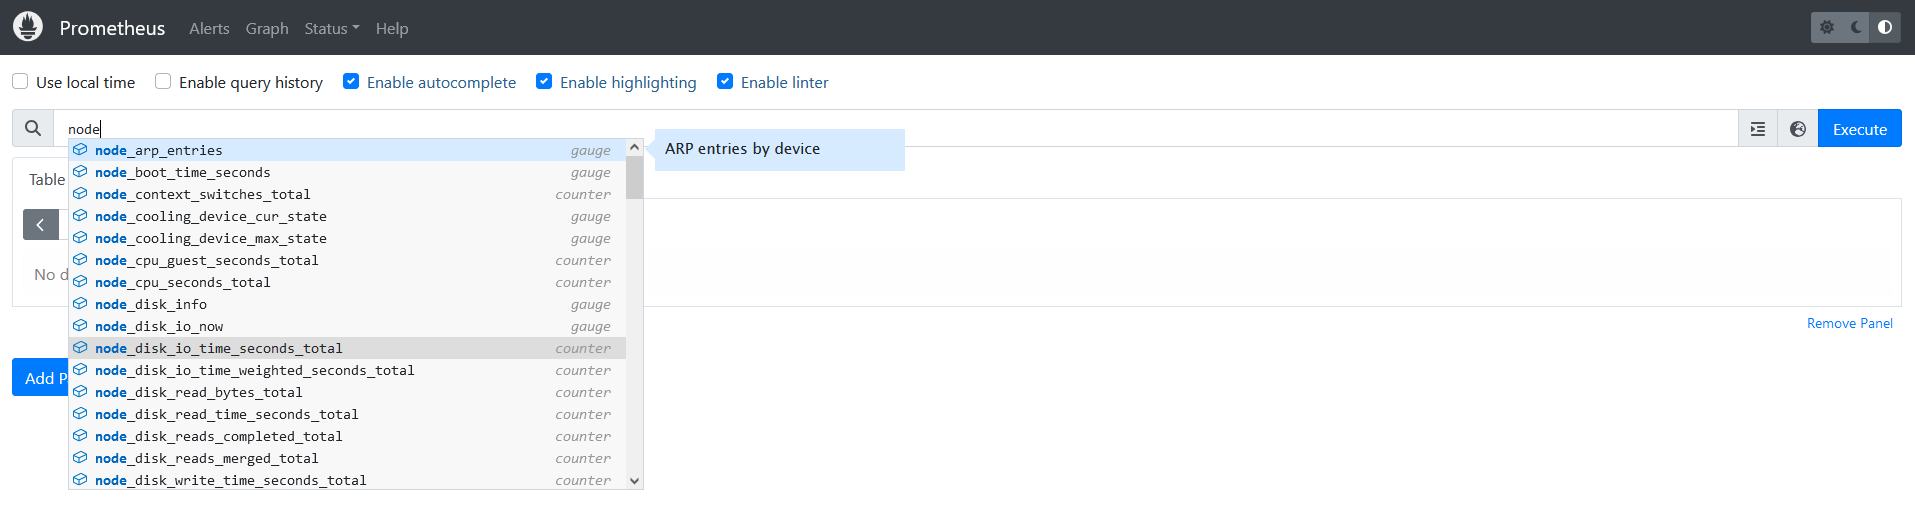 Prometheus Alerts Graph Status Help
Use local time Enable query history Enable autocomplete Enable highlighting Enable linter
node
Execute
node_arp_entries gauge
ARP entries by device
node_boot_time_seconds gauge
Table
node_context_switches_total counter
node_cooling_device_cur_state gauge
node_cooling_device_max_state gauge
node_cpu_guest_seconds_total counter
No d
node_cpu_seconds_total counter
node_disk_info gauge
node_disk_io_now gauge
Remove Panel
node_disk_io_time_seconds_total counter
node_disk_io_time_weighted_seconds_total counter
Add P
node_disk_read_bytes_total counter
node_disk_read_time_seconds_total counter
node_disk_reads_completed_total counter
node_disk_reads_merged_total counter
node_disk_write_time_seconds_total counter